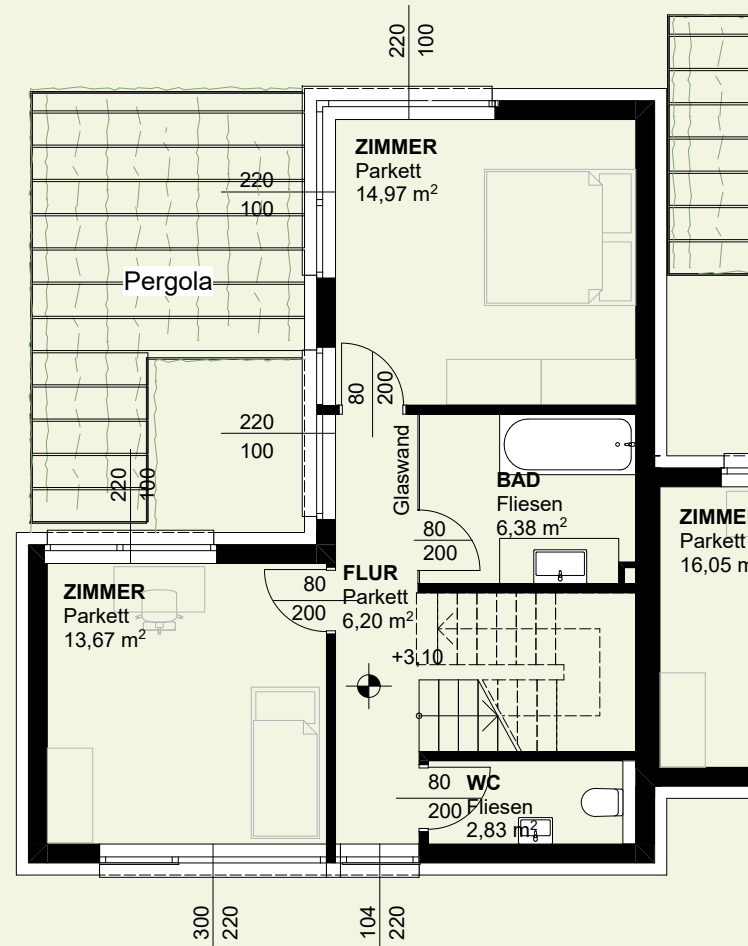 220
100
ZIMMER
Parkett
14,97 m²
220
100
Pergola
80
200
220
100
Glaswand
220
100
BAD
Fliesen
6,38 m²
80
200
ZIMMER
Parkett
13,67 m²
80
200
FLUR
Parkett
6,20 m²
+3,10
ZIMME
Parkett
16,05 m
80
200
WC
Fliesen
2,83 m²
300
220
104
220